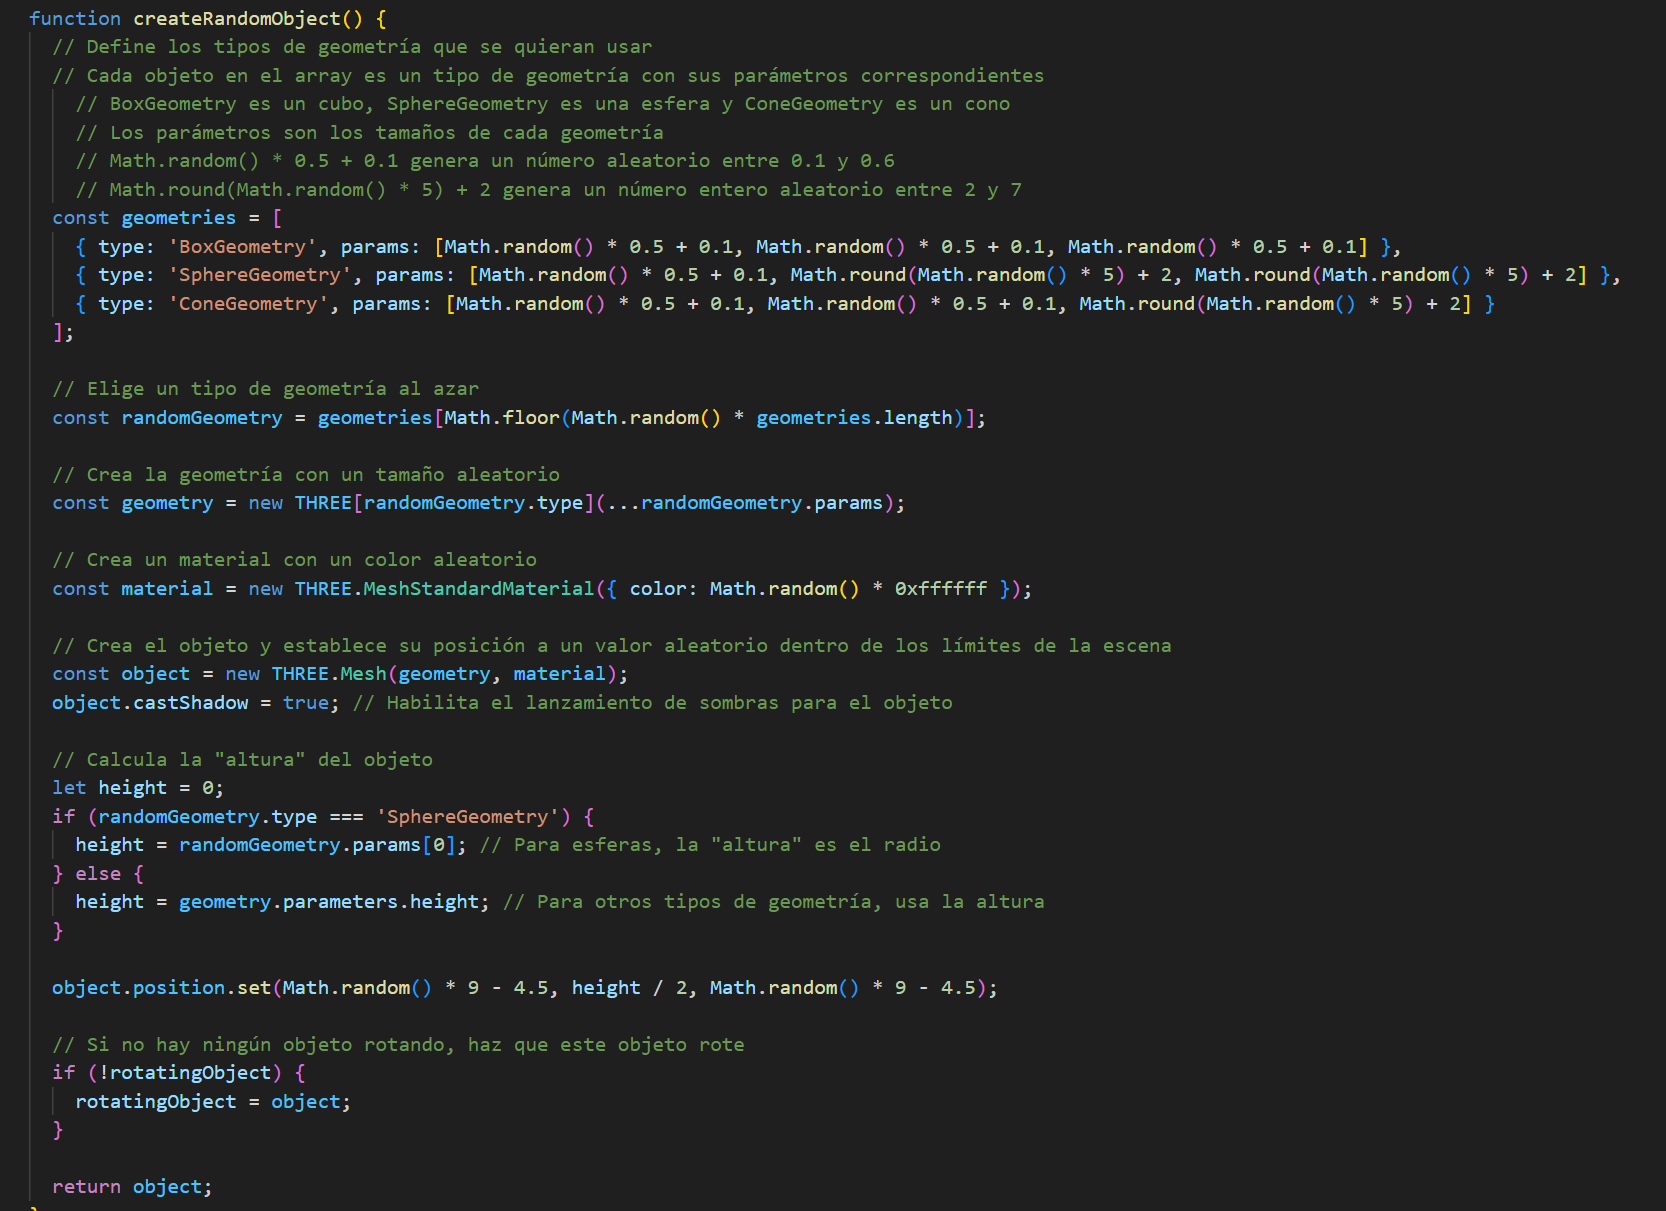 function createRandomObject() {
// Define los tipos de geometría que se quieran usar
// Cada objeto en el array es un tipo de geometría con sus parámetros correspondientes
// BoxGeometry es un cubo, SphereGeometry es una esfera y ConeGeometry es un cono
// Los parámetros son los tamaños de cada geometría
// Math.random() * 0.5 + 0.1 genera un número aleatorio entre 0.1 y 0.6
// Math.round(Math.random() * 5) + 2 genera un número entero aleatorio entre 2 y 7
const geometries = [
{ type: 'BoxGeometry', params: [Math.random() * 0.5 + 0.1, Math.random() * 0.5 + 0.1, Math.random() * 0.5 + 0.1] },
{ type: 'SphereGeometry', params: [Math.random() * 0.5 + 0.1, Math.round(Math.random() * 5) + 2, Math.round(Math.random() * 5) + 2] },
{ type: 'ConeGeometry', params: [Math.random() * 0.5 + 0.1, Math.random() * 0.5 + 0.1, Math.round(Math.random() * 5) + 2] }
];
// Elige un tipo de geometría al azar
const randomGeometry = geometries[Math.floor(Math.random() * geometries.length)];
// Crea la geometría con un tamaño aleatorio
const geometry = new THREE[randomGeometry.type](...randomGeometry.params);
// Crea un material con un color aleatorio
const material = new THREE.MeshStandardMaterial({ color: Math.random() * 0xffffff });
// Crea el objeto y establece su posición a un valor aleatorio dentro de los límites de la escena
const object = new THREE.Mesh(geometry, material);
object.castShadow = true; // Habilita el lanzamiento de sombras para el objeto
// Calcula la "altura" del objeto
let height = 0;
if (randomGeometry.type === 'SphereGeometry') {
height = randomGeometry.params[0]; // Para esferas, la "altura" es el radio
} else {
height = geometry.parameters.height; // Para otros tipos de geometría, usa la altura
}
object.position.set(Math.random() * 9 - 4.5, height / 2, Math.random() * 9 - 4.5);
// Si no hay ningún objeto rotando, haz que este objeto rote
if (!rotatingObject) {
rotatingObject = object;
}
return object;